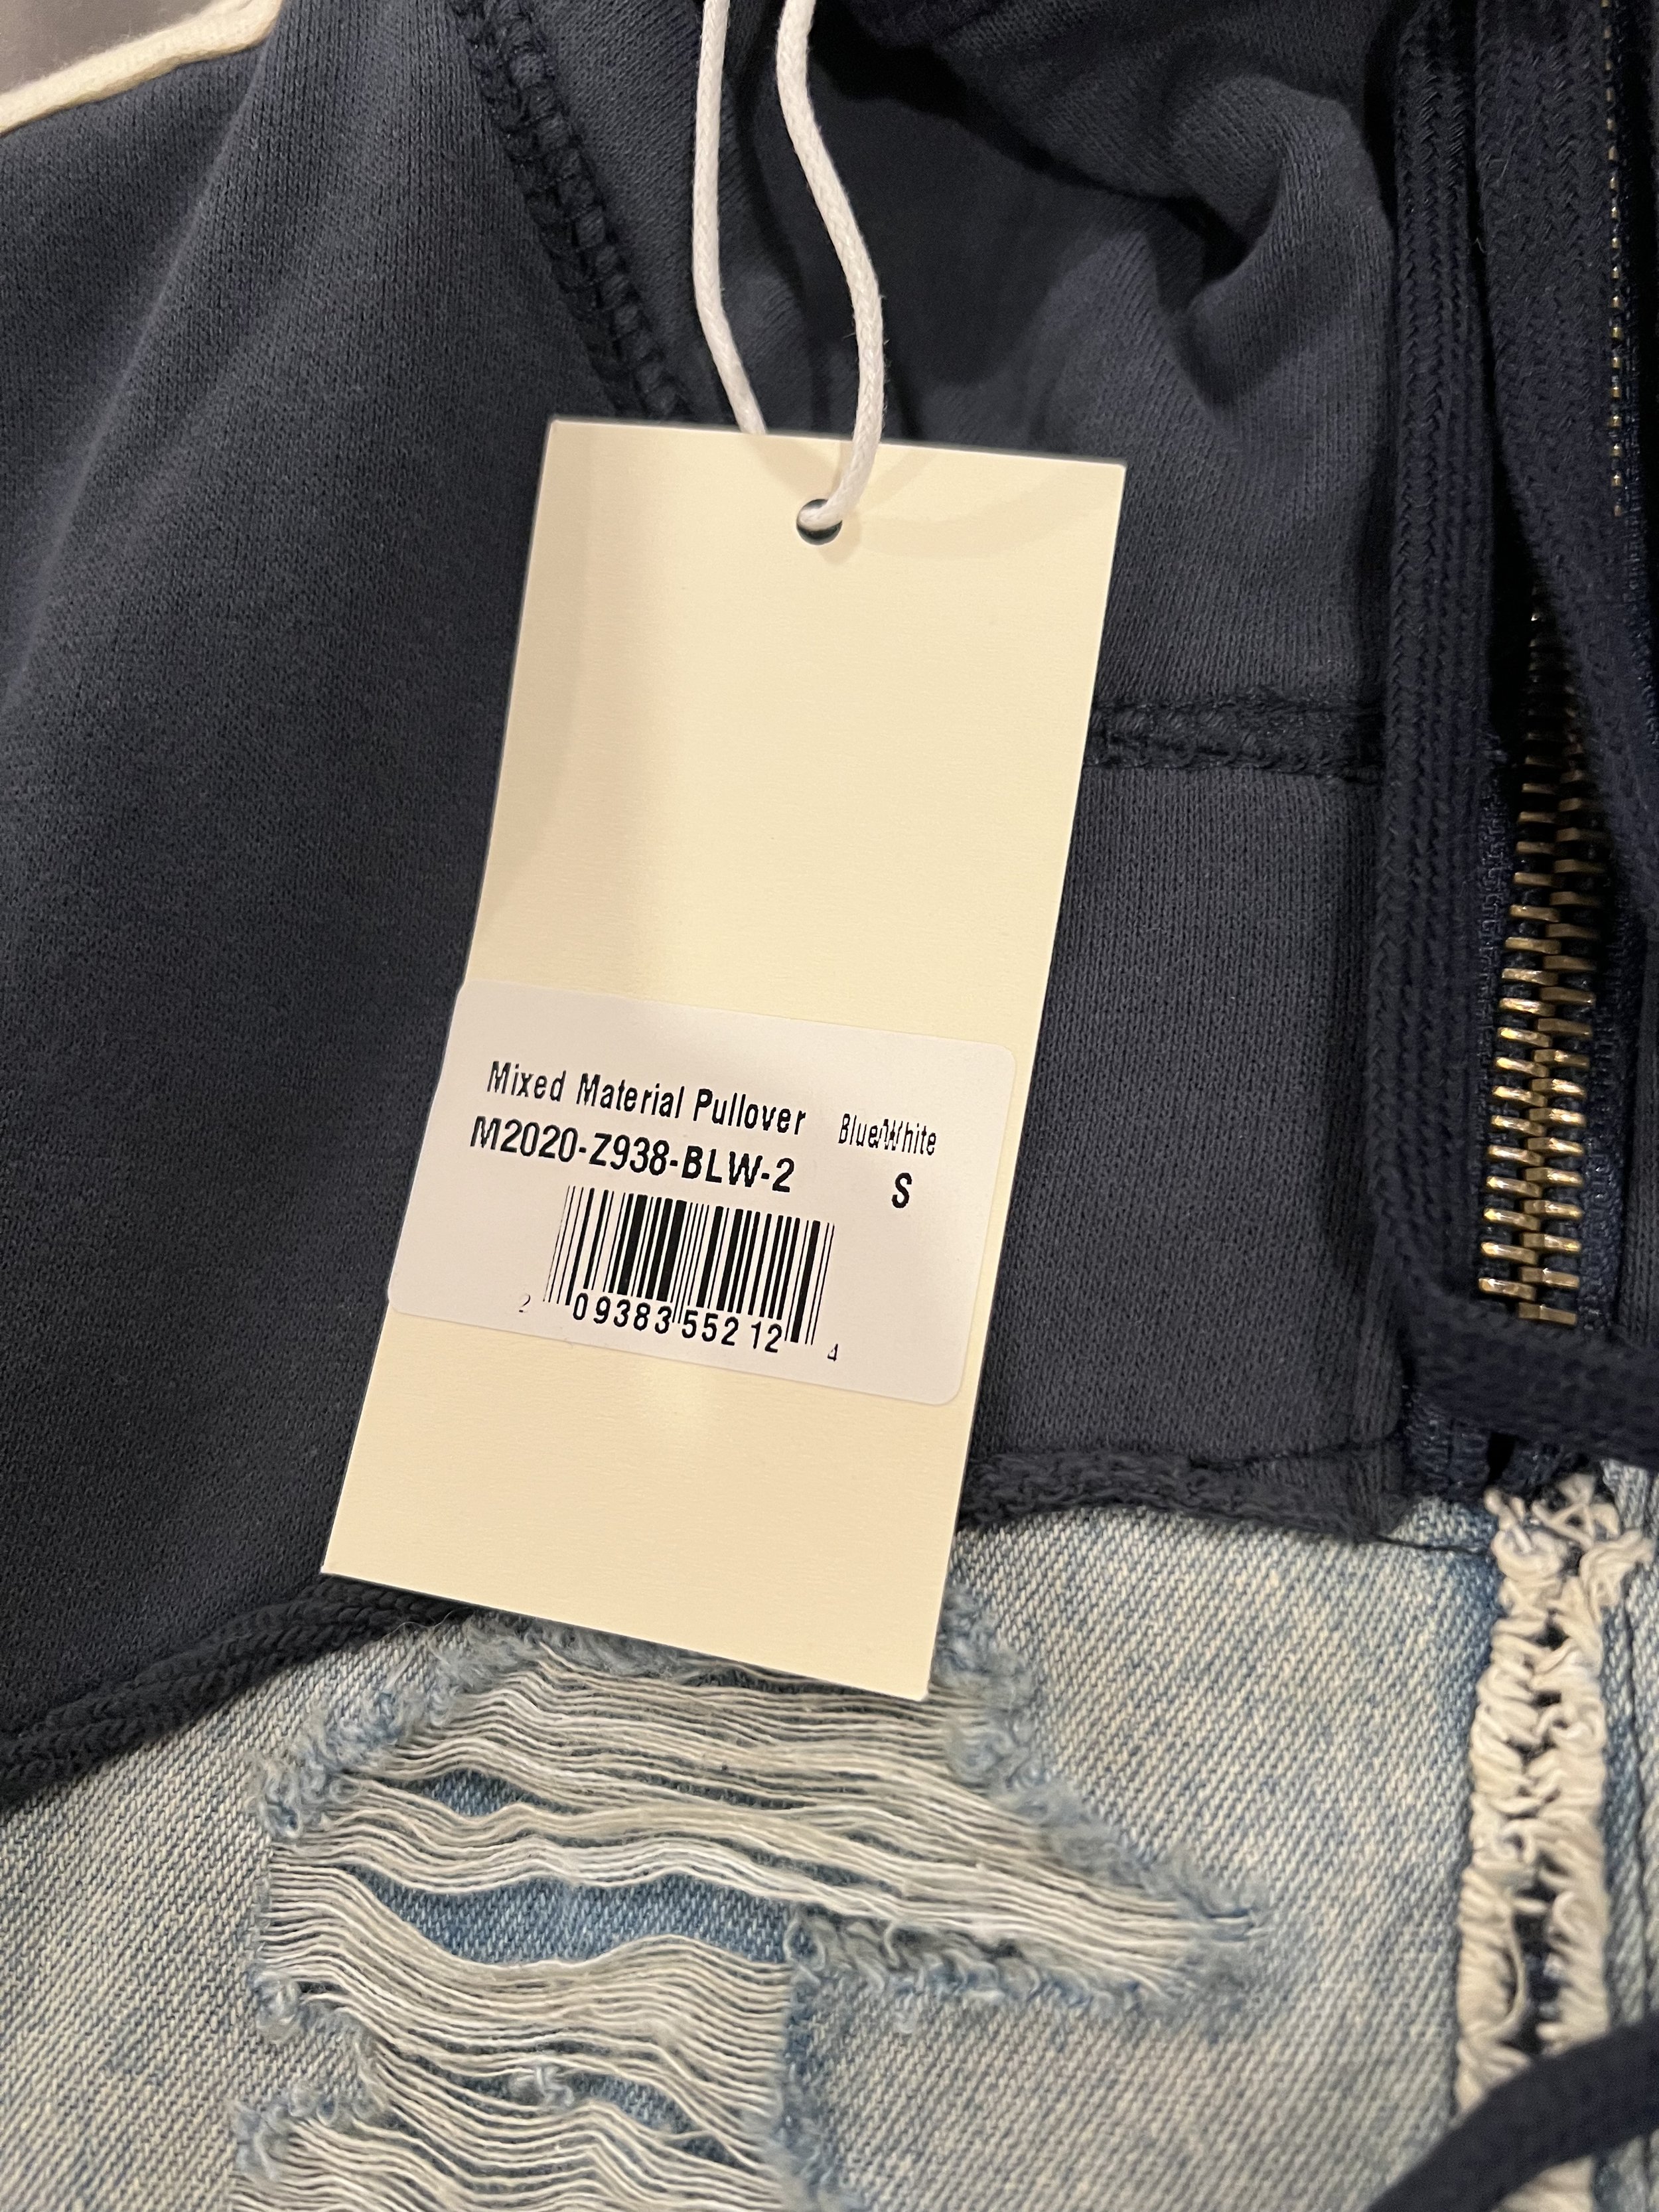 Mixed Material Pullover Blue/White
M2020-Z938-BLW-2 S
2 09383 55212 4